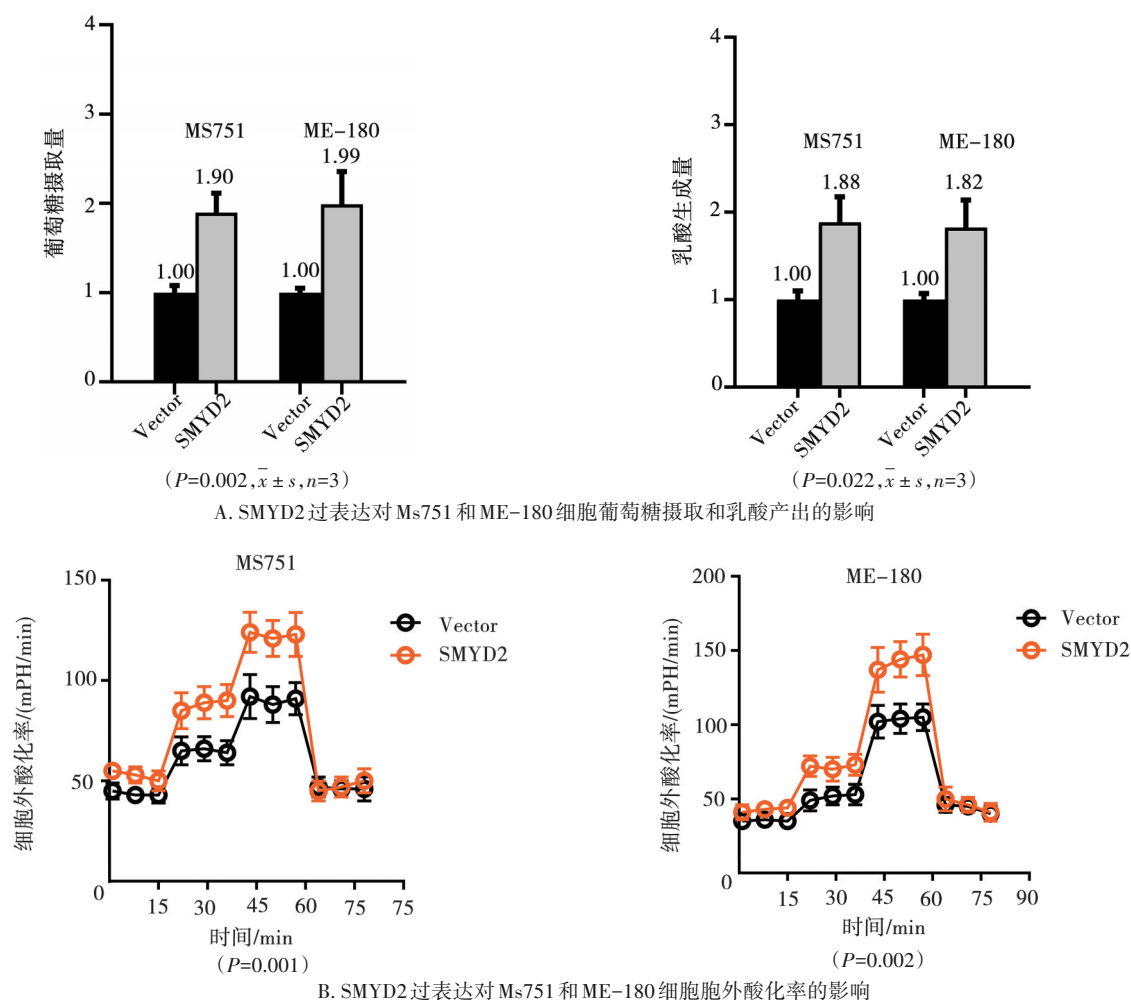 4
3
2
1
0
葡萄糖摄取量
MS751
ME-180
1.00
1.90
1.00
1.99
Vector
SMYD2
Vector
SMYD2
(P=0.002,x̄±s,n=3)
4
3
2
1
0
乳酸生成量
MS751
ME-180
1.00
1.88
1.00
1.82
Vector
SMYD2
Vector
SMYD2
(P=0.022,x̄±s,n=3)
A. SMYD2过表达对Ms751和ME-180细胞葡萄糖摄取和乳酸产出的影响
MS751
150
100
50
0
细胞外酸化率/(mPH/min)
15 30 45 60 75 75
时间/min
(P=0.001)
Vector
SMYD2
ME-180
200
150
100
50
0
细胞外酸化率/(mPH/min)
15 30 45 60 75 90
时间/min
(P=0.002)
Vector
SMYD2
B. SMYD2过表达对Ms751和ME-180细胞胞外酸化率的影响